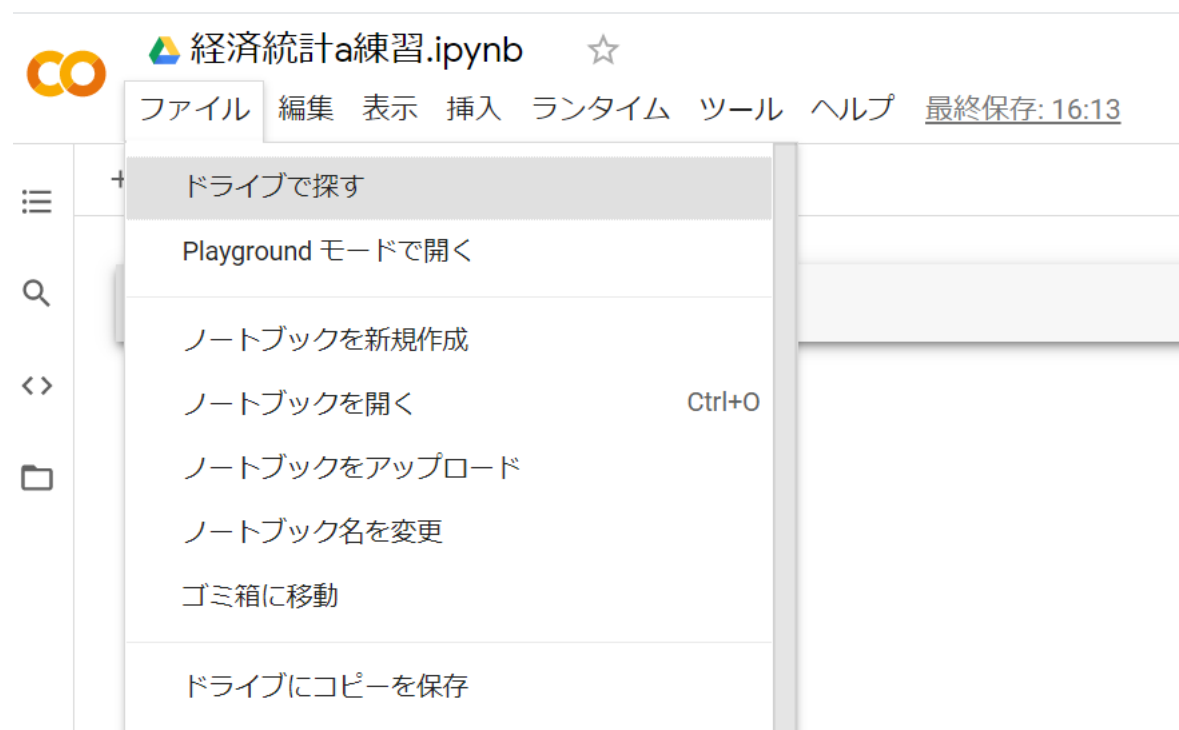 経済統計a練習.ipynb
ファイル 編集 表示 挿入 ランタイム ツール ヘルプ 最終保存: 16:13
+
ドライブで探す
Playground モードで開く
ノートブックを新規作成
ノートブックを開く Ctrl+O
ノートブックをアップロード
ノートブック名を変更
ゴミ箱に移動
ドライブにコピーを保存